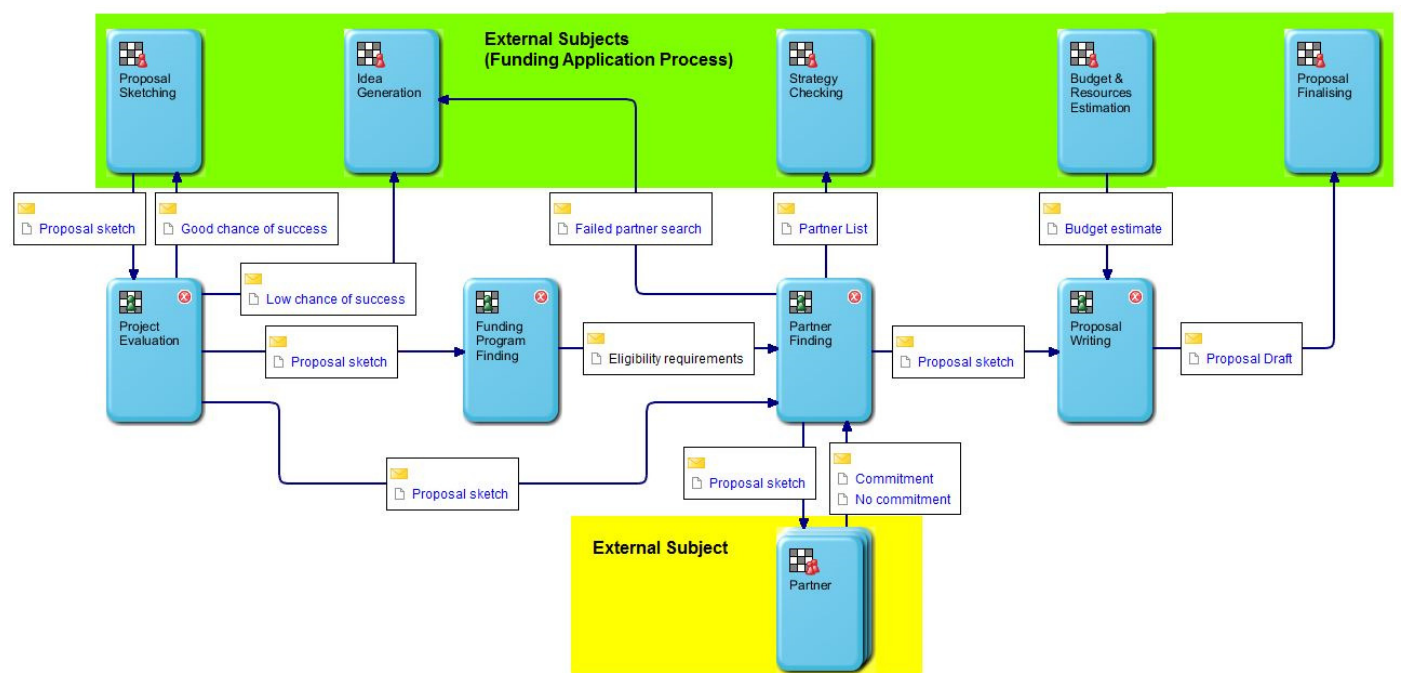 External Subjects
(Funding Application Process)
Proposal
Sketching
Idea
Generation
Strategy
Checking
Budget &
Resources
Estimation
Proposal
Finalising
Proposal sketch
Good chance of success
Failed partner search
Partner List
Budget estimate
Low chance of success
Project
Evaluation
Funding
Program
Finding
Partner
Finding
Proposal
Writing
Proposal sketch
Eligibility requirements
Proposal sketch
Proposal Draft
Proposal sketch
Proposal sketch
Commitment
No commitment
External Subject
Partner